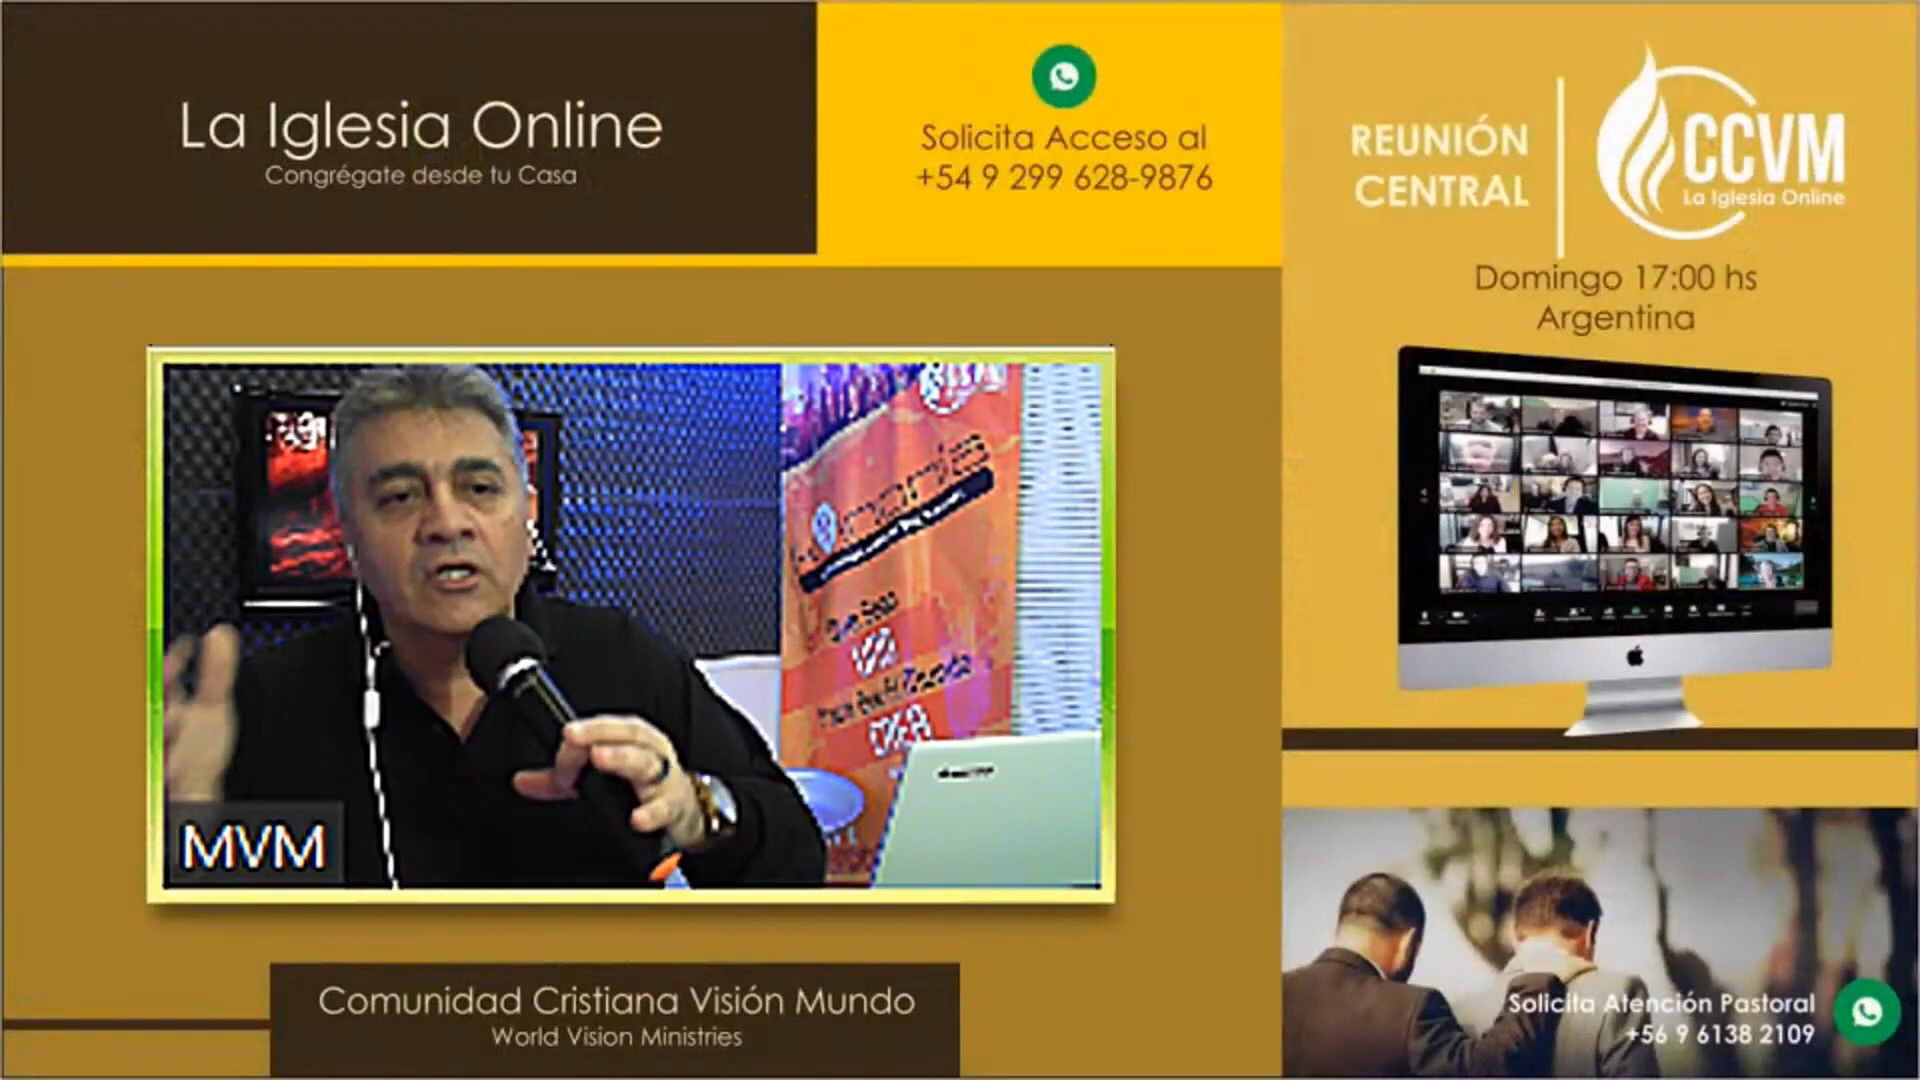 La Iglesia Online
Congrégate desde tu Casa
Solicita Acceso al
+54 9 299 628-9876
REUNIÓN
CENTRAL
CCVM
La Iglesia Online
Domingo 17:00 hs
Argentina
MVM
Comunidad Cristiana Visión Mundo
World Vision Ministries
Solicita Atención Pastoral
+56 9 6138 2109